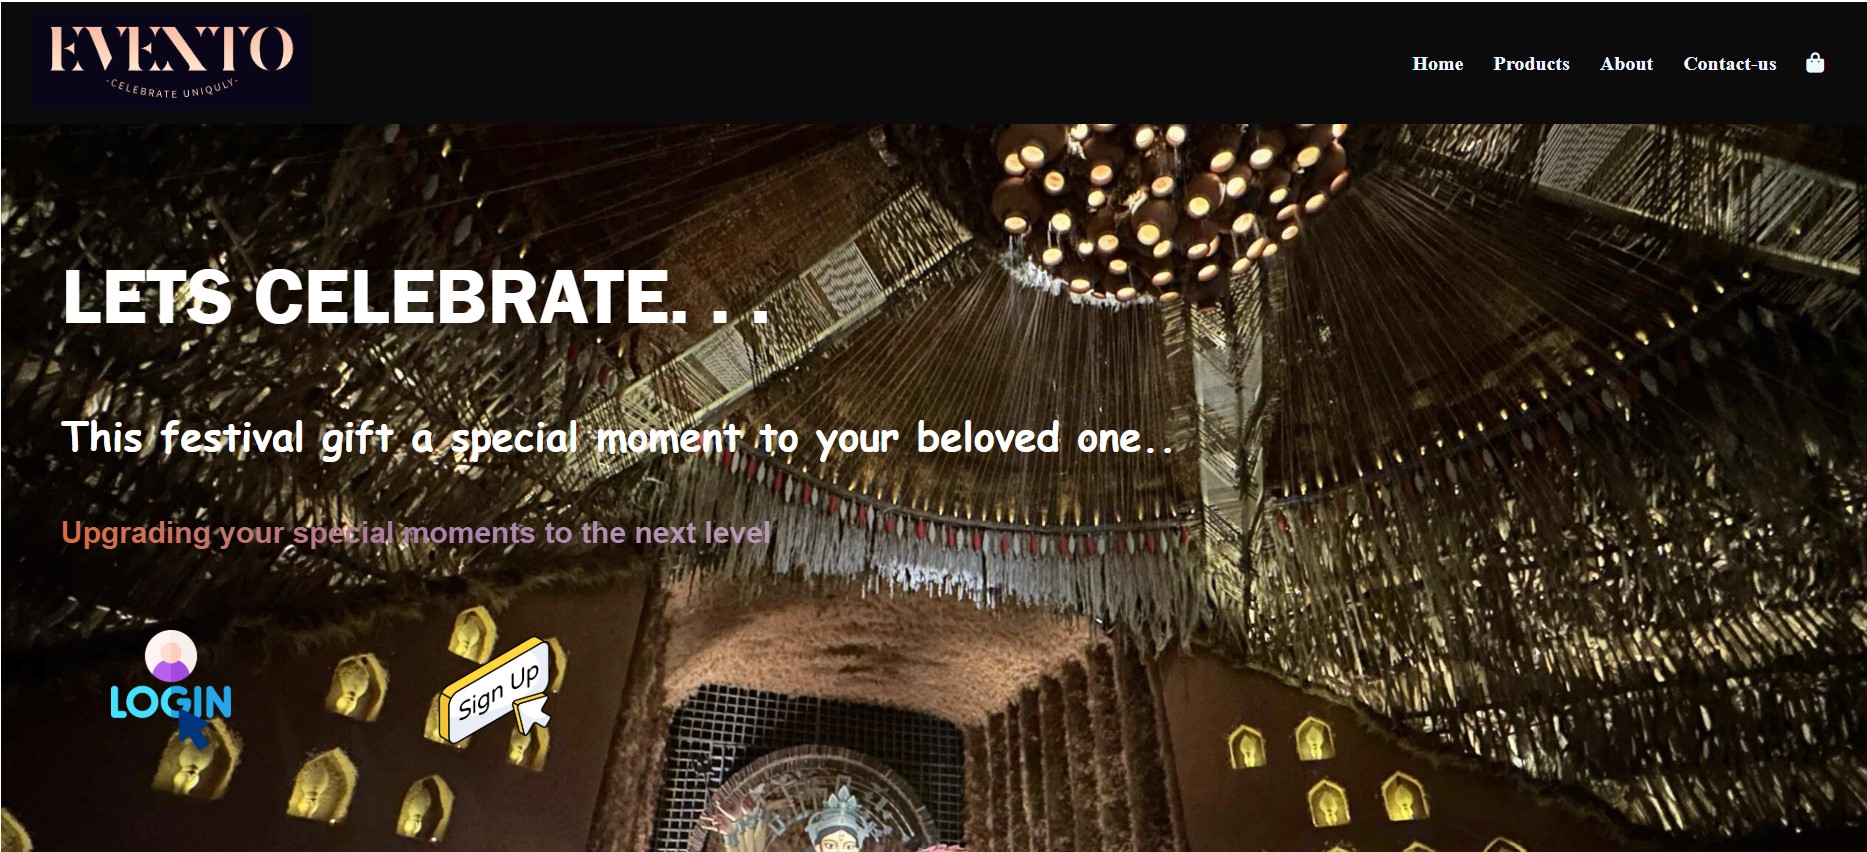 EVENTO
-CELEBRATE UNIQULY-
Home Products About Contact-us
LETS CELEBRATE. . .
This festival gift a special moment to your beloved one..
Upgrading your special moments to the next level
LOGIN
Sign Up